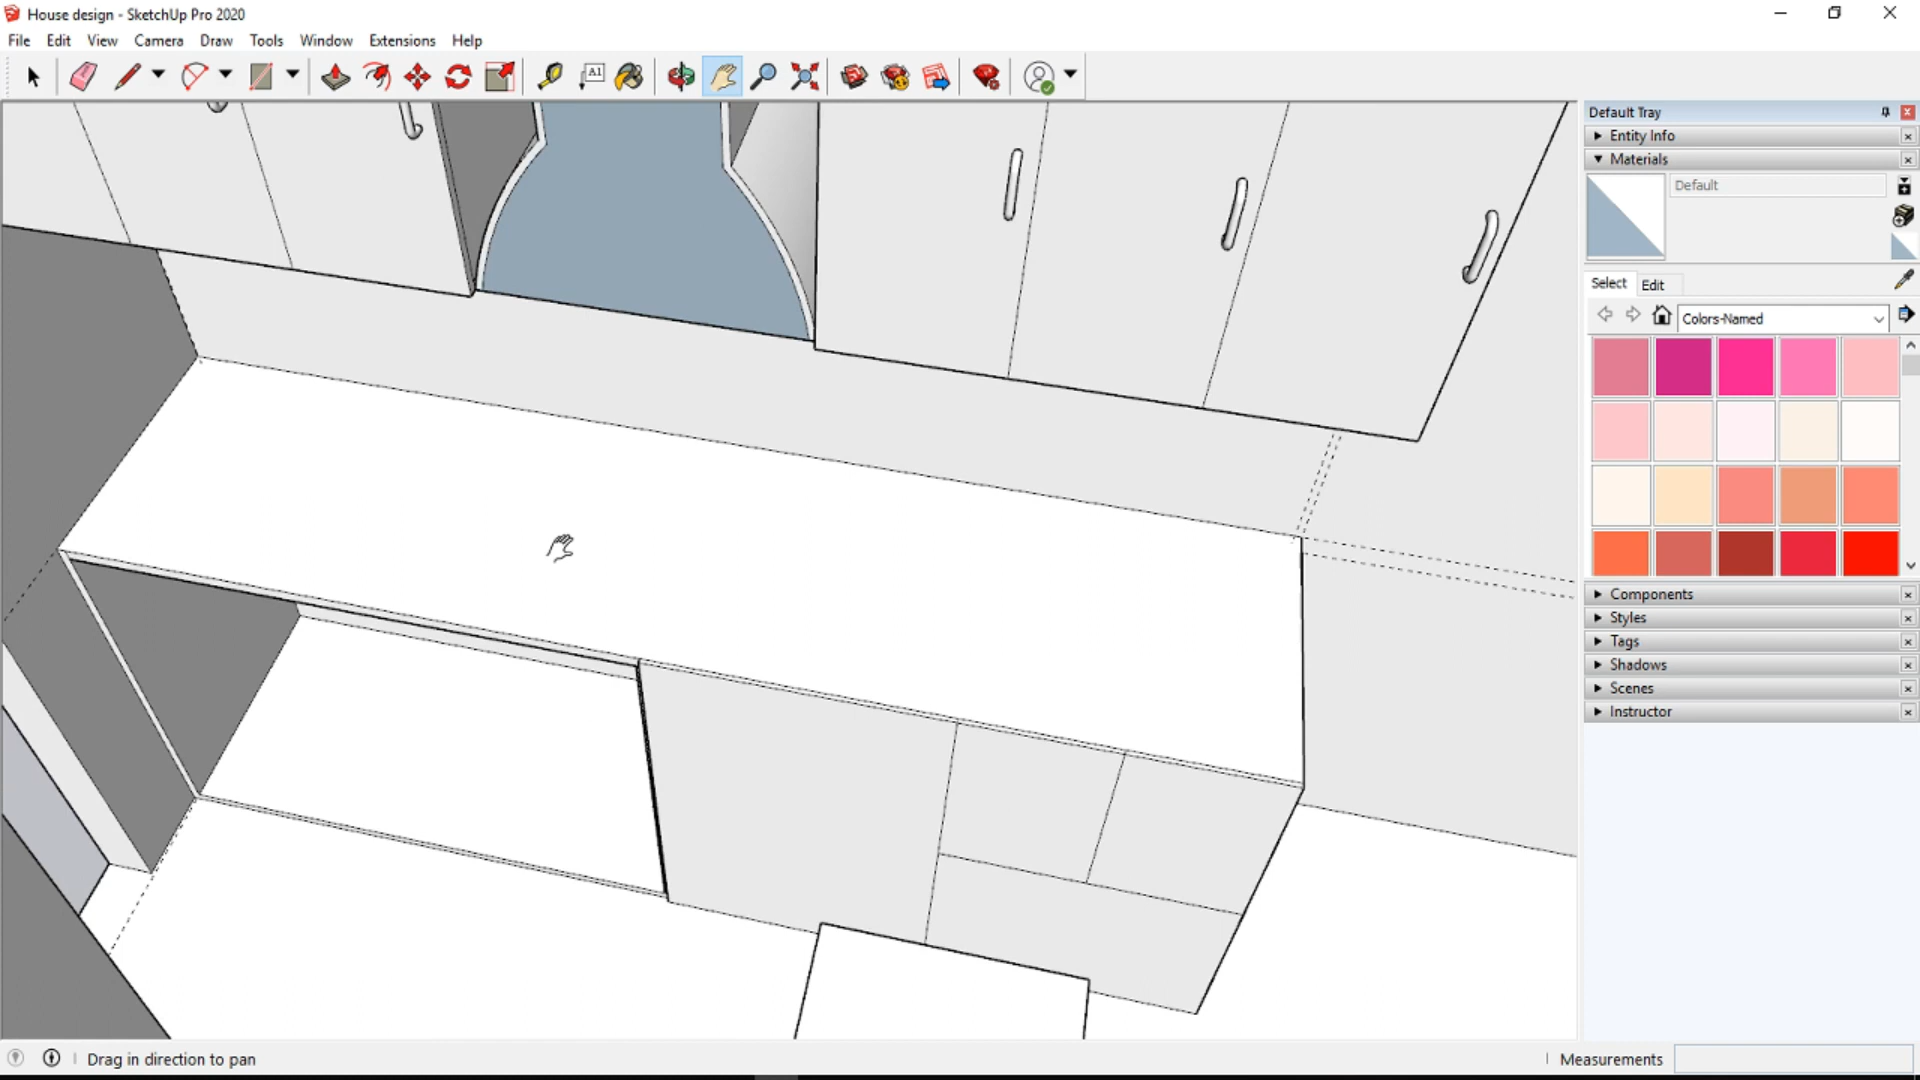 House design - SketchUp Pro 2020
File Edit View Camera Draw Tools Window Extensions Help
A1
Default Tray
Entity Info
Materials
Default
Select Edit
Colors-Named
Components
Styles
Tags
Shadows
Scenes
Instructor
Drag in direction to pan
Measurements